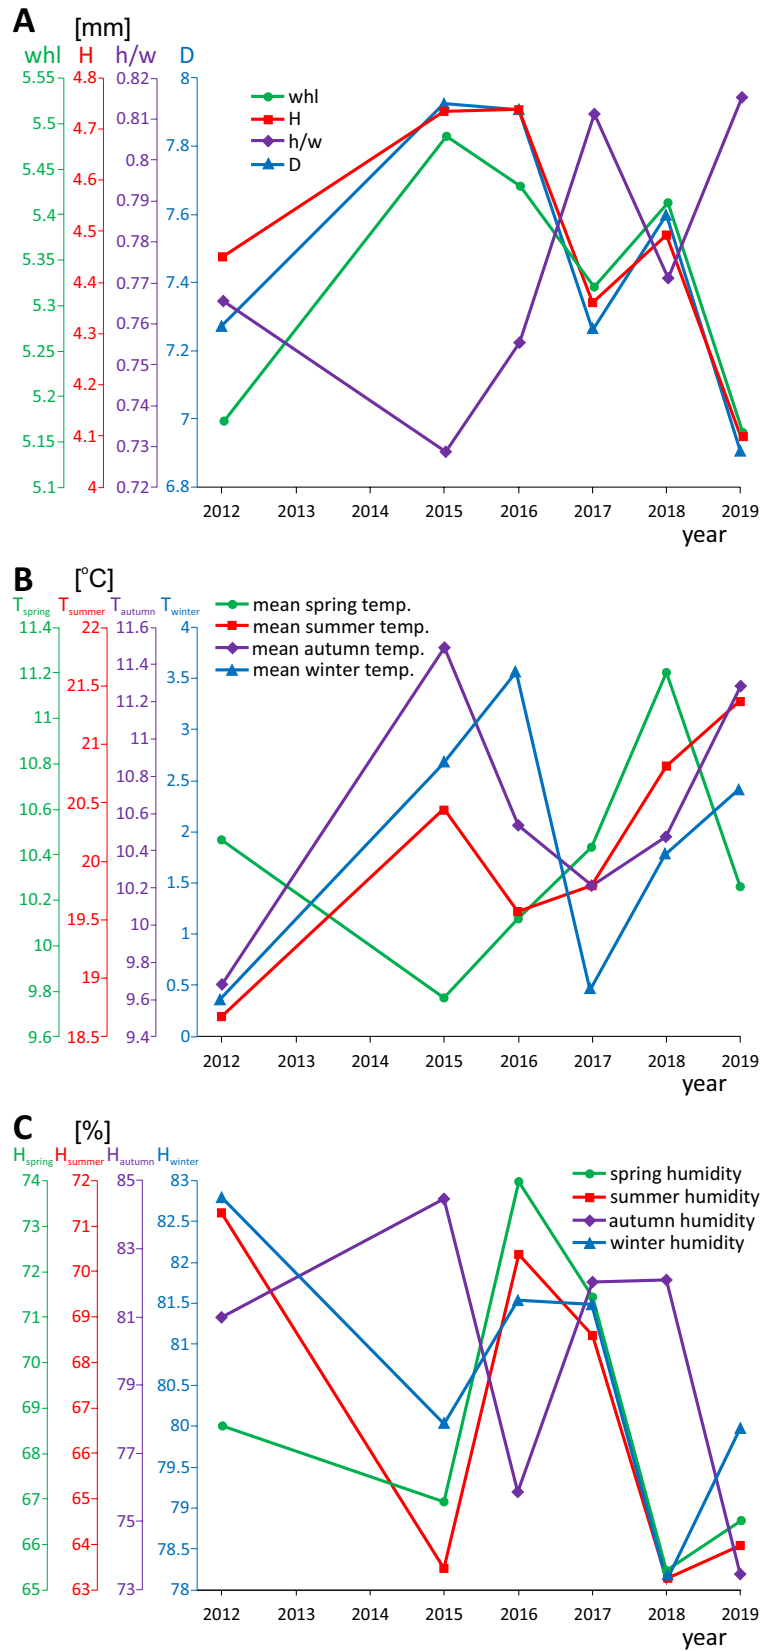 A [mm]
whl H h/w D
5.55 4.8 0.82 8
5.5 4.7 0.81 7.8
5.45 4.6 0.8 7.6
5.4 4.5 0.79 7.4
5.35 4.4 0.78 7.2
5.3 4.3 0.77 7
5.25 4.2 0.76 6.8
5.2 4.1 0.75
5.15 4 0.74
5.1 0.73
0.72
whl
H
h/w
D
2012 2013 2014 2015 2016 2017 2018 2019
year
B [°C]
Tspring Tsummer Tautumn Twinter
11.4 22 11.6 4
11.2 21.5 11.4 3.5
11 21 11.2 3
10.8 20.5 11 2.5
10.6 20 10.8 2
10.4 19.5 10.6 1.5
10.2 19 10.4 1
10 18.5 10.2 0.5
9.8 10 0
9.6 9.8
9.6
9.4
mean spring temp.
mean summer temp.
mean autumn temp.
mean winter temp.
2012 2013 2014 2015 2016 2017 2018 2019
year
C [%]
Hspring Hsummer Hautumn Hwinter
74 72 85 83
73 71 83 82.5
72 70 81 82
71 69 79 81.5
70 68 77 81
69 67 75 80.5
68 66 73 80
67 65 79.5
66 64 79
65 63 78.5
78
spring humidity
summer humidity
autumn humidity
winter humidity
2012 2013 2014 2015 2016 2017 2018 2019
year